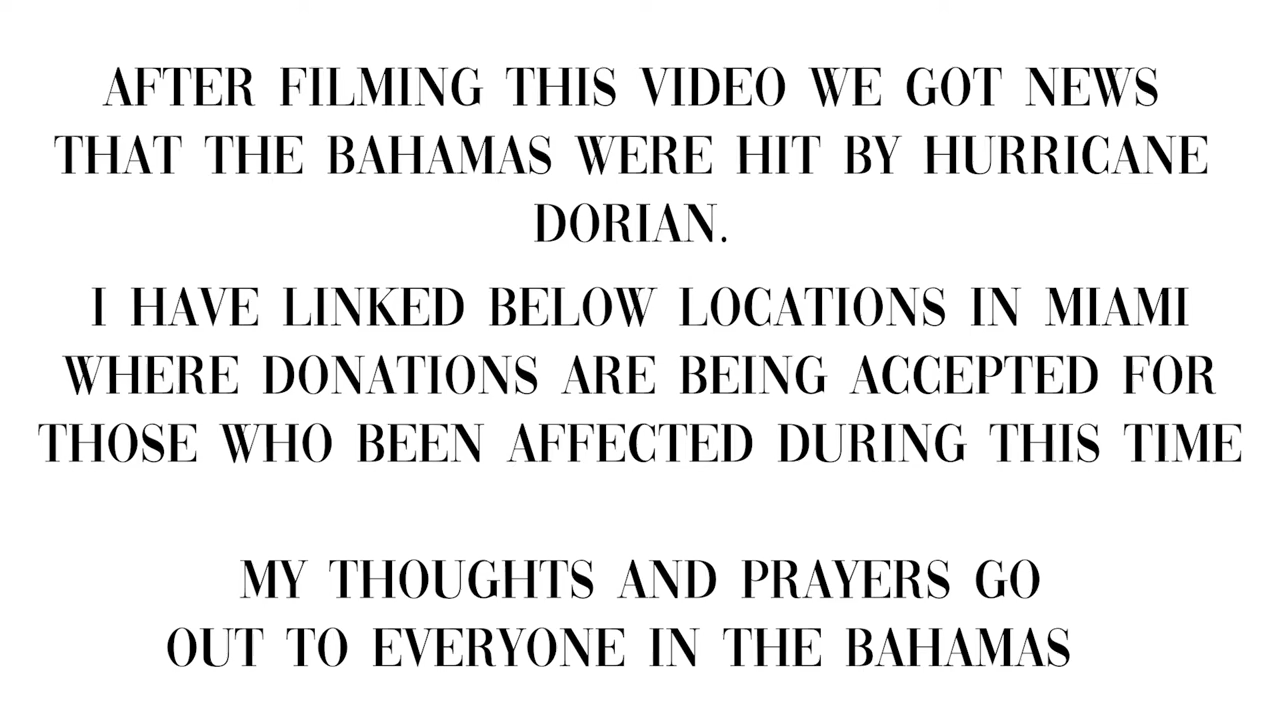 AFTER FILMING THIS VIDEO WE GOT NEWS
THAT THE BAHAMAS WERE HIT BY HURRICANE
DORIAN.
I HAVE LINKED BELOW LOCATIONS IN MIAMI
WHERE DONATIONS ARE BEING ACCEPTED FOR
THOSE WHO BEEN AFFECTED DURING THIS TIME
MY THOUGHTS AND PRAYERS GO
OUT TO EVERYONE IN THE BAHAMAS